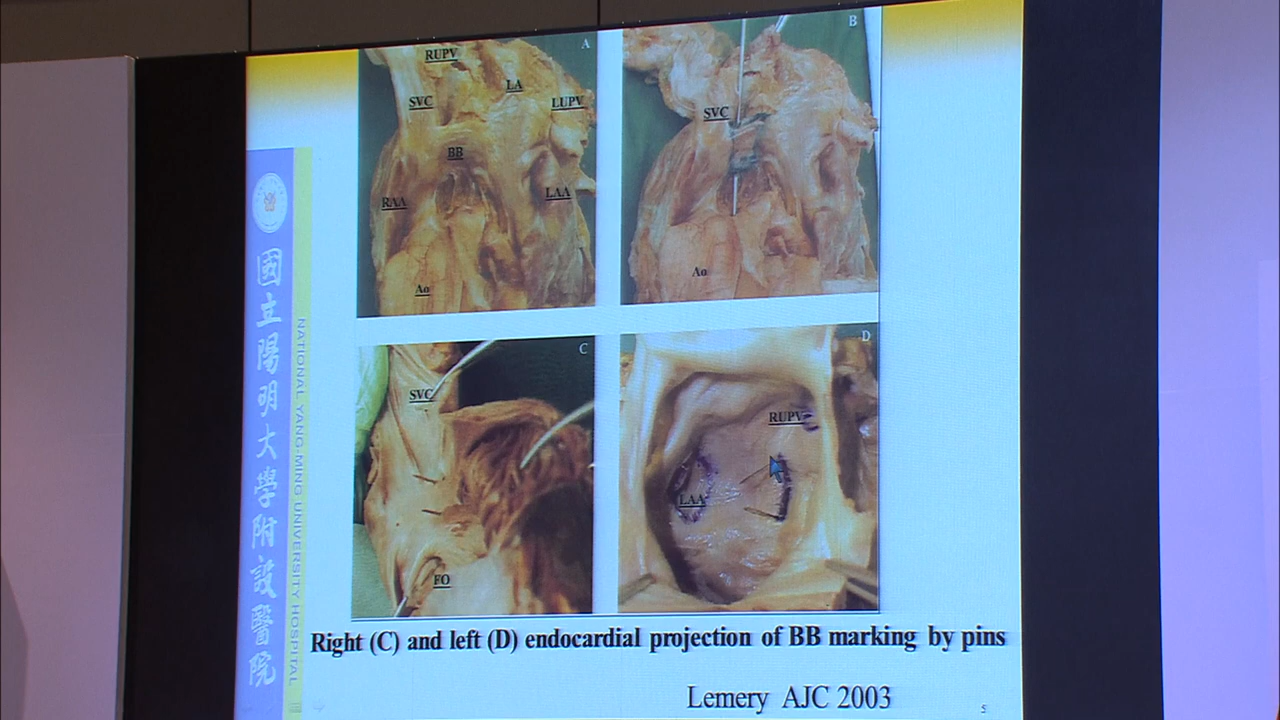 A
RUPV
LA
SVC
LUPV
BB
RAA
LAA
Ao
B
SVC
Ao
C
SVC
FO
D
RUPV
LAA
Right (C) and left (D) endocardial projection of BB marking by pins
Lemery AJC 2003
5
國立陽明大學附設醫院
NATIONAL YANG-MING UNIVERSITY HOSPITAL